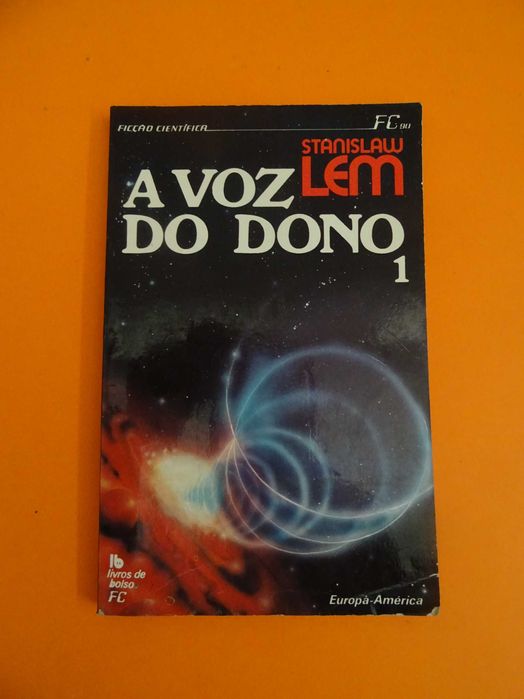 FICÇÃO CIENTÍFICA
FC 90
STANISLAW
LEM
A VOZ
DO DONO
1
lb
livros de
bolso
FC
Europa-América